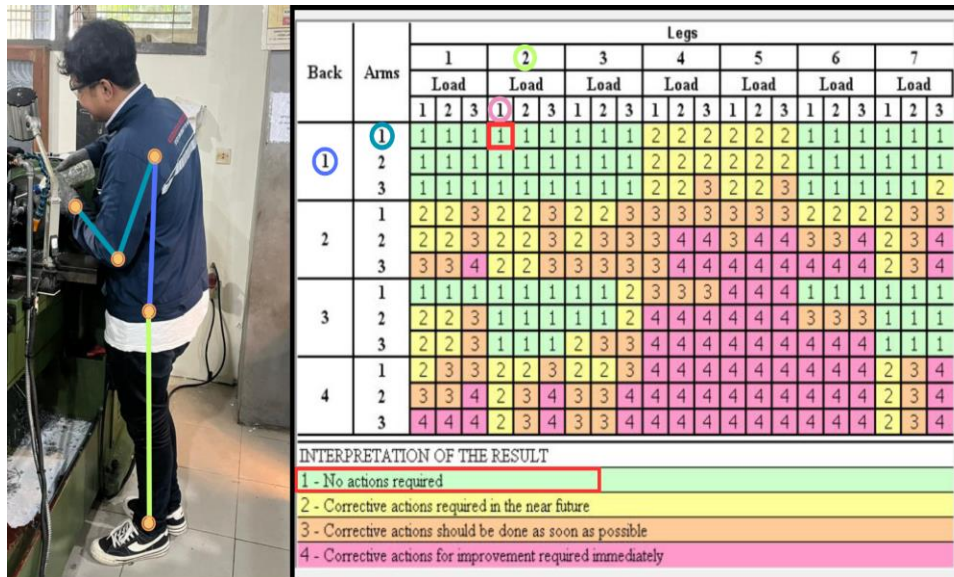 Legs
Back Arms 1 2 3 4 5 6 7
Load Load Load Load Load Load Load
1 2 3 1 2 3 1 2 3 1 2 3 1 2 3 1 2 3 1 2 3
1 1 1 1 1 1 1 1 1 1 1 2 2 2 2 2 2 1 1 1 1 1 1
2 1 1 1 1 1 1 1 1 1 2 2 2 2 2 2 1 1 1 1 1 1
3 1 1 1 1 1 1 1 1 1 2 2 3 2 2 3 1 1 1 1 1 2
2 1 2 2 3 2 2 3 2 2 3 3 3 3 3 3 3 2 2 2 2 3 3
2 2 2 3 2 2 3 2 3 3 3 4 4 3 4 4 3 3 4 2 3 4
3 3 3 4 2 2 3 3 3 3 3 4 4 4 4 4 4 4 4 2 3 4
3 1 1 1 1 1 1 1 1 1 2 3 3 3 4 4 4 1 1 1 1 1 1
2 2 2 3 1 1 1 1 1 2 4 4 4 4 4 4 3 3 3 1 1 1
3 2 2 3 1 1 1 2 3 3 4 4 4 4 4 4 4 4 4 1 1 1
4 1 2 3 3 2 2 3 2 2 3 4 4 4 4 4 4 4 4 4 2 3 4
2 3 3 4 2 3 4 3 3 4 4 4 4 4 4 4 4 4 4 2 3 4
3 4 4 4 2 3 4 3 3 4 4 4 4 4 4 4 4 4 4 2 3 4
INTERPRETATION OF THE RESULT
1 - No actions required
2 - Corrective actions required in the near future
3 - Corrective actions should be done as soon as possible
4 - Corrective actions for improvement required immediately